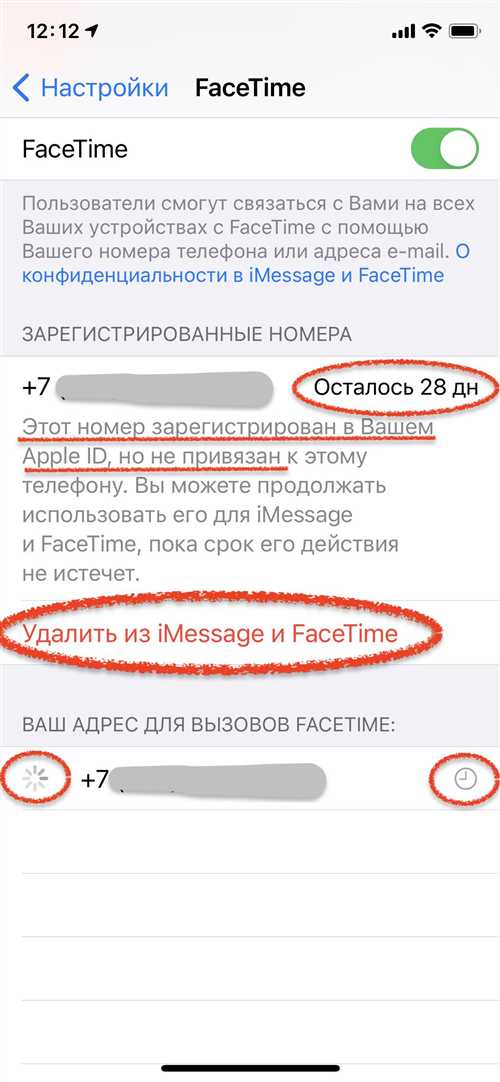 12:12
Настройки FaceTime
FaceTime
Пользователи смогут связаться с Вами на всех
Ваших устройствах с FaceTime с помощью
Вашего номера телефона или адреса e-mail. О
конфиденциальности в iMessage и FaceTime
ЗАРЕГИСТРИРОВАННЫЕ НОМЕРА
+7 Осталось 28 дн
Этот номер зарегистрирован в Вашем
Apple ID, но не привязан к этому
телефону. Вы можете продолжать
использовать его для iMessage
и FaceTime, пока срок его действия
не истечет.
Удалить из iMessage и FaceTime
ВАШ АДРЕС ДЛЯ ВЫЗОВОВ FACETIME:
+7